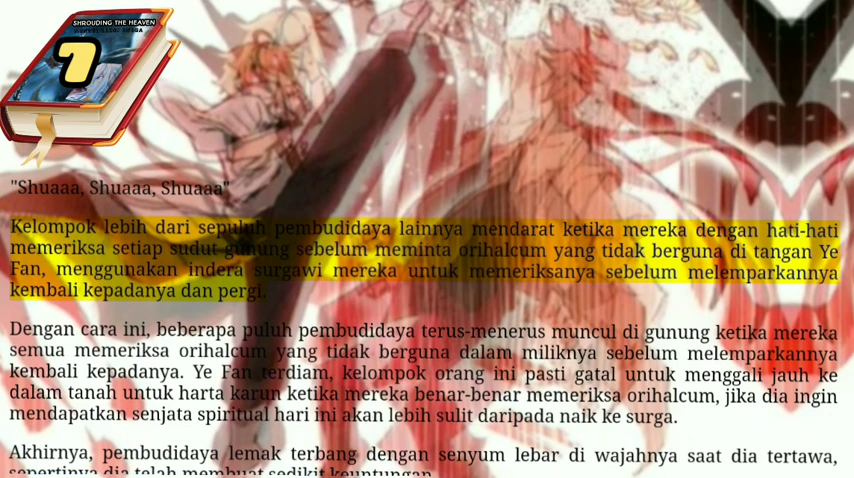 SHROUDING THE HEAVEN
7
"Shuaaa, Shuaaa, Shuaaa"
Kelompok lebih dari sepuluh pembudidaya lainnya mendarat ketika mereka dengan hati-hati
memeriksa setiap sudut gunung sebelum meminta orihalcum yang tidak berguna di tangan Ye
Fan, menggunakan indera surgawi mereka untuk memeriksanya sebelum melemparkannya
kembali kepadanya dan pergi.
Dengan cara ini, beberapa puluh pembudidaya terus-menerus muncul di gunung ketika mereka
semua memeriksa orihalcum yang tidak berguna dalam miliknya sebelum melemparkannya
kembali kepadanya. Ye Fan terdiam, kelompok orang ini pasti gatal untuk menggali jauh ke
dalam tanah untuk harta karun ketika mereka benar-benar memeriksa orihalcum, jika dia ingin
mendapatkan senjata spiritual hari ini akan lebih sulit daripada naik ke surga.
Akhirnya, pembudidaya lemak terbang dengan senyum lebar di wajahnya saat dia tertawa,
sepertinya dia telah membuat sedikit keuntungan